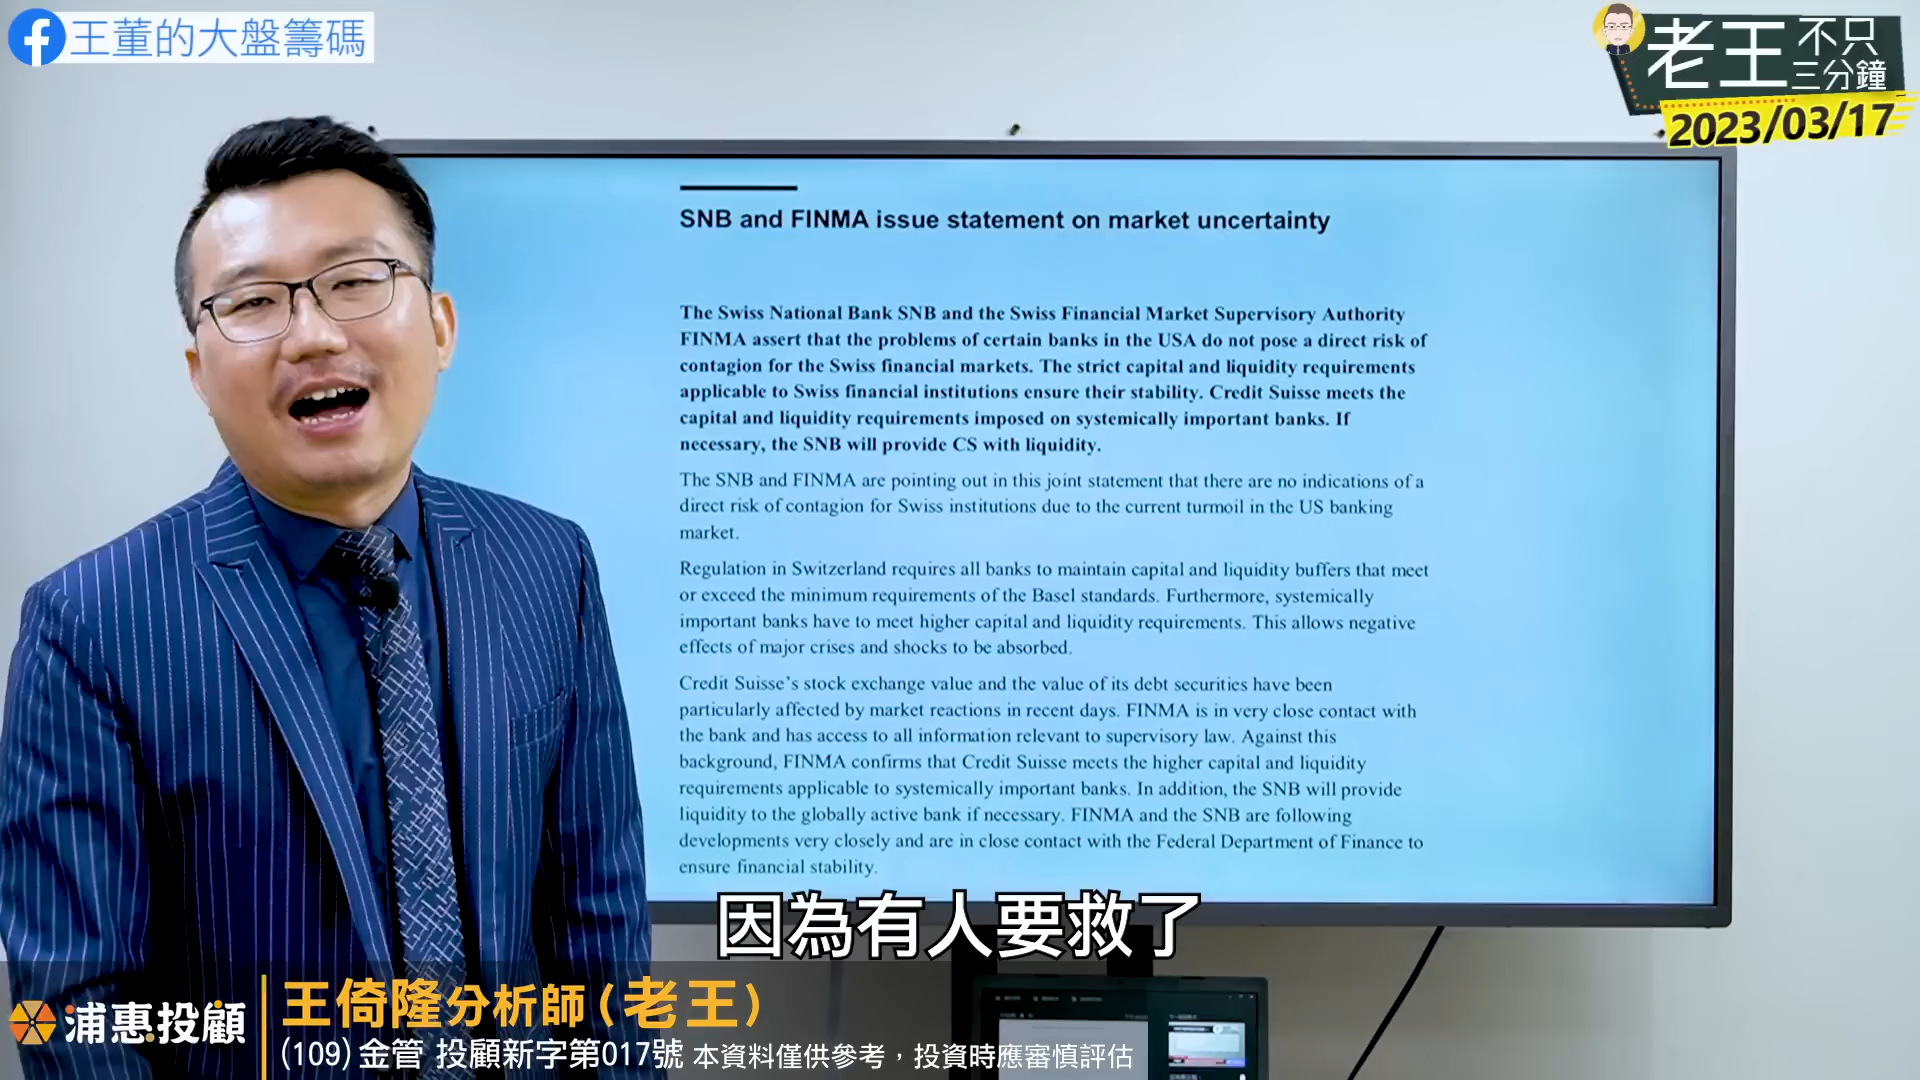 王董的大盤籌碼
老王 不只
三分鐘
2023/03/17
SNB and FINMA issue statement on market uncertainty
The Swiss National Bank SNB and the Swiss Financial Market Supervisory Authority
FINMA assert that the problems of certain banks in the USA do not pose a direct risk of
contagion for the Swiss financial markets. The strict capital and liquidity requirements
applicable to Swiss financial institutions ensure their stability. Credit Suisse meets the
capital and liquidity requirements imposed on systemically important banks. If
necessary, the SNB will provide CS with liquidity.
The SNB and FINMA are pointing out in this joint statement that there are no indications of a
direct risk of contagion for Swiss institutions due to the current turmoil in the US banking
market.
Regulation in Switzerland requires all banks to maintain capital and liquidity buffers that meet
or exceed the minimum requirements of the Basel standards. Furthermore, systemically
important banks have to meet higher capital and liquidity requirements. This allows negative
effects of major crises and shocks to be absorbed.
Credit Suisse's stock exchange value and the value of its debt securities have been
particularly affected by market reactions in recent days. FINMA is in very close contact with
the bank and has access to all information relevant to supervisory law. Against this
background, FINMA confirms that Credit Suisse meets the higher capital and liquidity
requirements applicable to systemically important banks. In addition, the SNB will provide
liquidity to the globally active bank if necessary. FINMA and the SNB are following
developments very closely and are in close contact with the Federal Department of Finance to
ensure financial stability.
因為有人要救了
浦惠投顧
王倚隆分析師(老王)
(109)金管 投顧新字第017號 本資料僅供參考，投資時應審慎評估